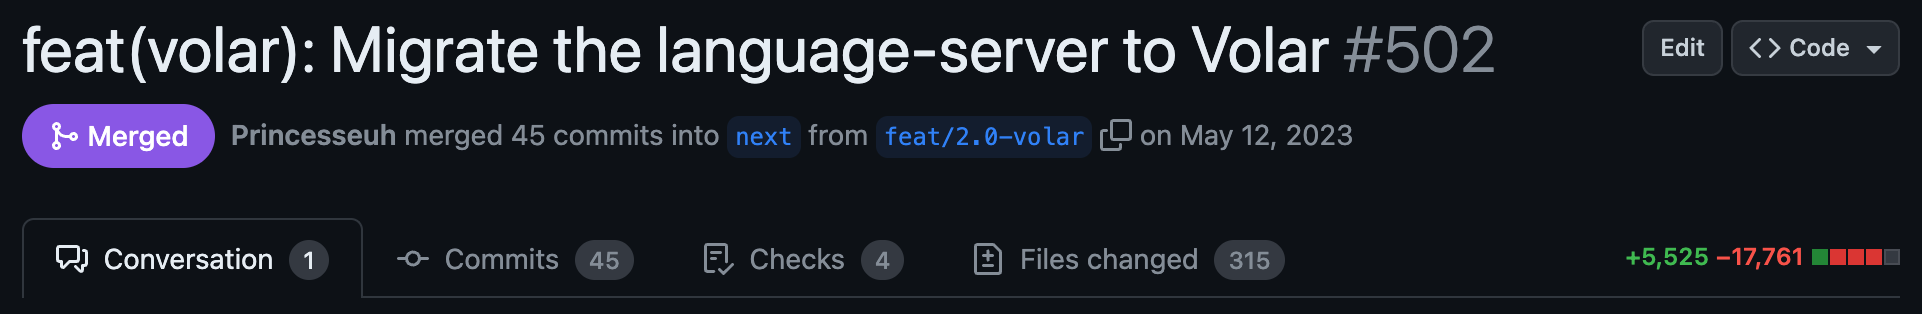 feat(volar): Migrate the language-server to Volar #502
Edit
Code
Merged
Princesseuh merged 45 commits into next from feat/2.0-volar on May 12, 2023
Conversation 1
Commits 45
Checks 4
Files changed 315
+5,525 −17,761